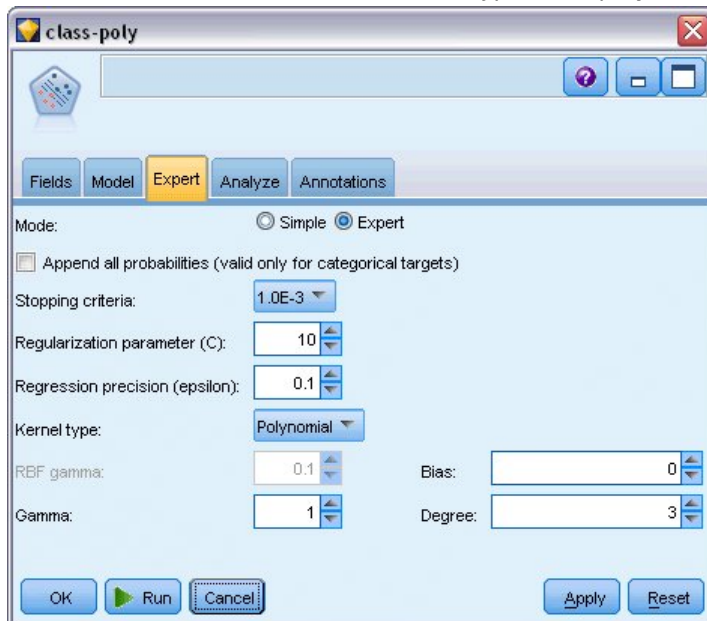 class-poly
Fields Model Expert Analyze Annotations
Mode: Simple Expert
Append all probabilities (valid only for categorical targets)
Stopping criteria: 1.0E-3
Regularization parameter (C): 10
Regression precision (epsilon): 0.1
Kernel type: Polynomial
RBF gamma: 0.1 Bias: 0
Gamma: 1 Degree: 3
OK Run Cancel Apply Reset